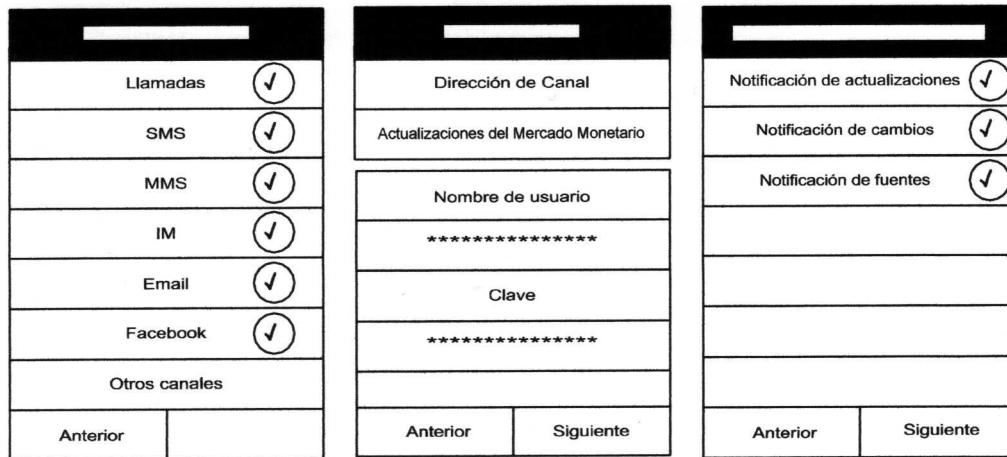 Llamadas
SMS
MMS
IM
Email
Facebook
Otros canales
Anterior
Dirección de Canal
Actualizaciones del Mercado Monetario
Nombre de usuario
***************
Clave
***************
Anterior Siguiente
Notificación de actualizaciones
Notificación de cambios
Notificación de fuentes
Anterior Siguiente